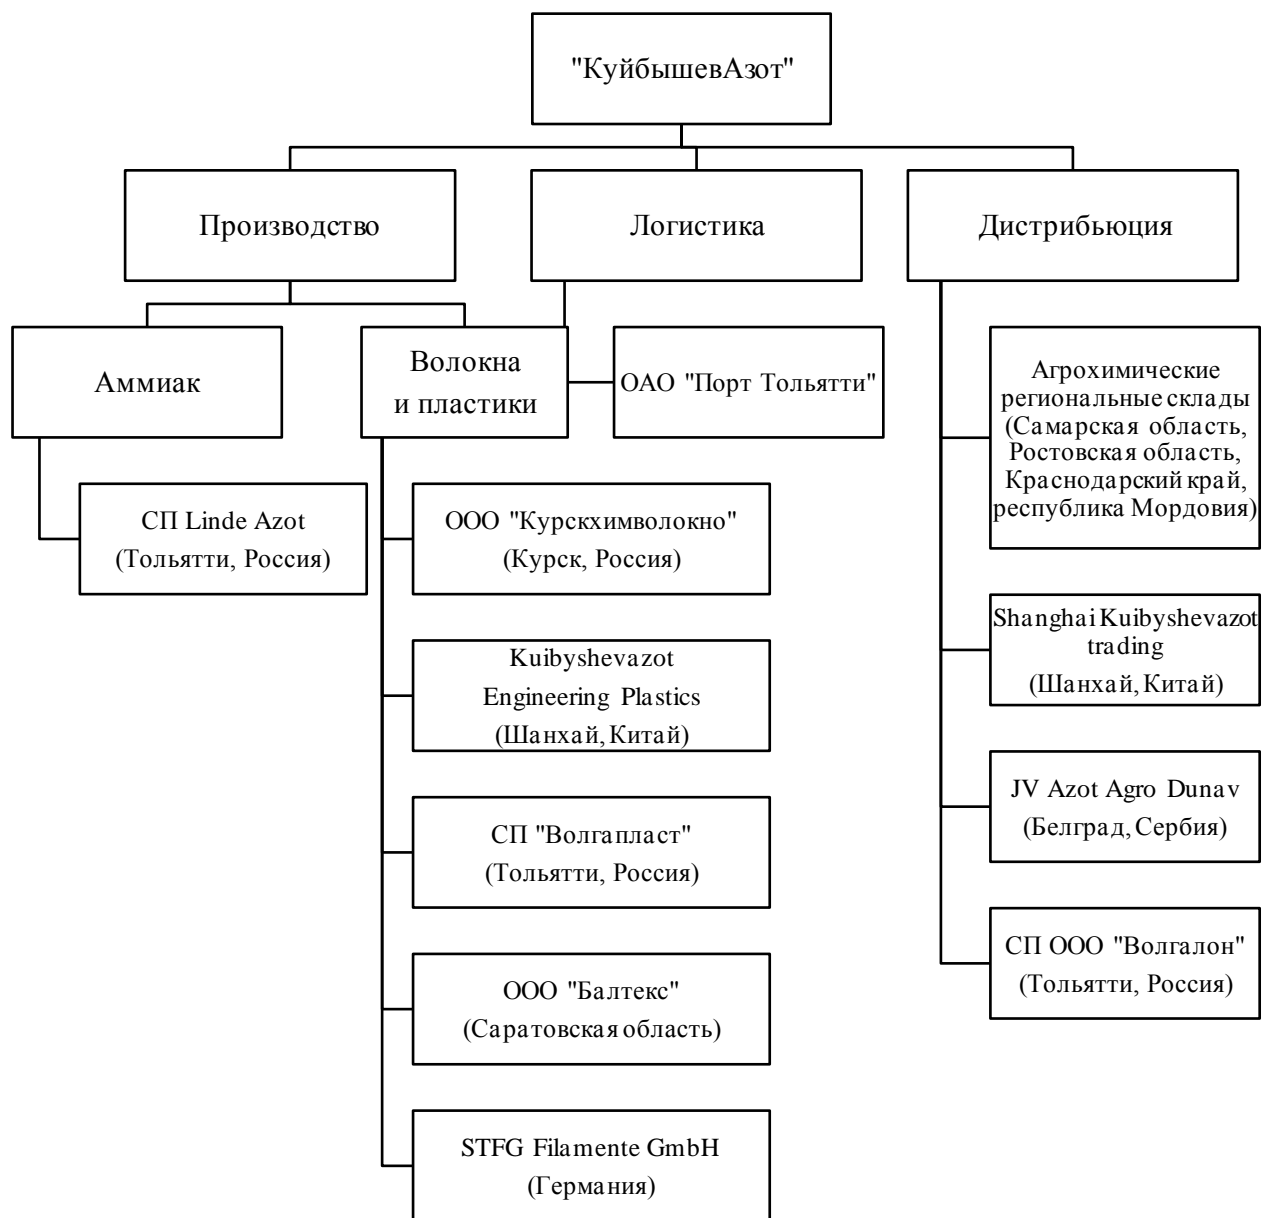 "КуйбышевАзот"
Производство
Логистика
Дистрибьюция
Аммиак
Волокна
и пластики
ОАО "Порт Тольятти"
Агрохимические
региональные склады
(Самарская область,
Ростовская область,
Краснодарский край,
республика Мордовия)
СП Linde Azot
(Тольятти, Россия)
ООО "Курскхимволокно"
(Курск, Россия)
Shanghai Kuibyshevazot
trading
(Шанхай, Китай)
Kuibyshevazot
Engineering Plastics
(Шанхай, Китай)
JV Azot Agro Dunav
(Белград, Сербия)
СП "Волгапласт"
(Тольятти, Россия)
СП ООО "Волгалон"
(Тольятти, Россия)
ООО "Балтекс"
(Саратовская область)
STFG Filamente GmbH
(Германия)